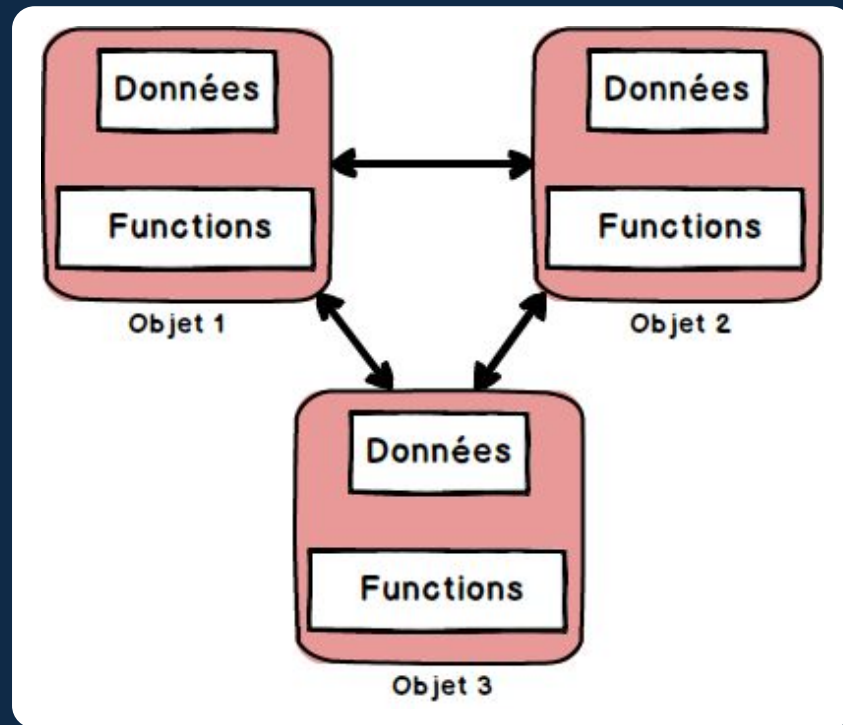 Données
Functions
Objet 1
Données
Functions
Objet 2
Données
Functions
Objet 3